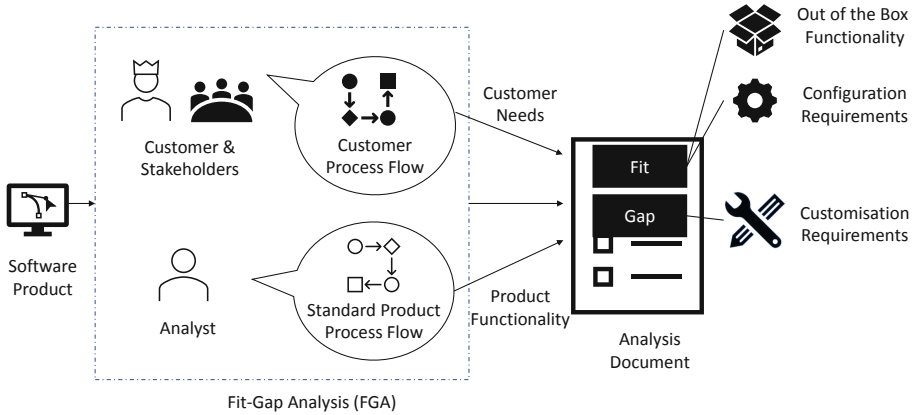 Software
Product
Customer &
Stakeholders
Customer
Process Flow
Analyst
Standard Product
Process Flow
Fit-Gap Analysis (FGA)
Customer
Needs
Product
Functionality
Fit
Gap
Analysis
Document
Out of the Box
Functionality
Configuration
Requirements
Customisation
Requirements